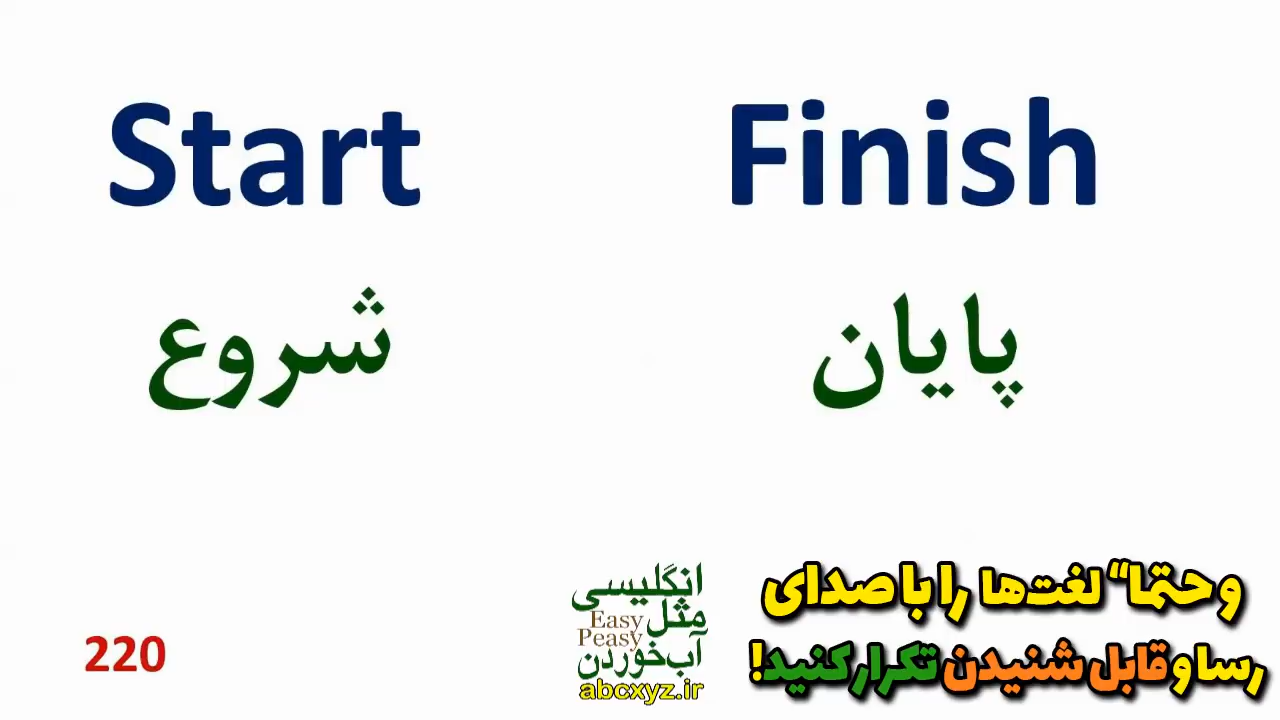 Start Finish
شروع پایان
220
انگلیسی
مثل
Easy
Peasy
آب خوردن
abcxyz.ir
و حتما“ لغت‌ها را با صدای
رسا و قابل شنیدن تکرار کنید!